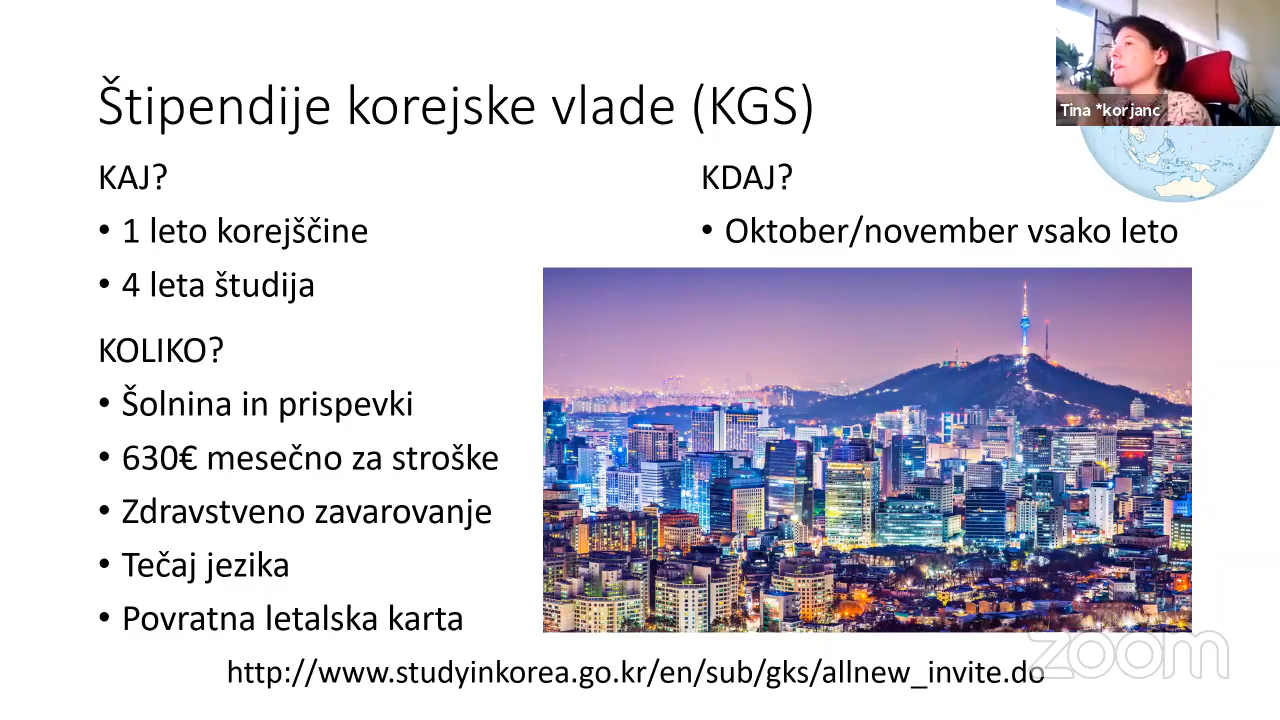 Štipendije korejske vlade (KGS)
KAJ?
• 1 leto korejščine
• 4 leta študija
KOLIKO?
• Šolnina in prispevki
• 630€ mesečno za stroške
• Zdravstveno zavarovanje
• Tečaj jezika
• Povratna letalska karta
KDAJ?
• Oktober/november vsako leto
http://www.studyinkorea.go.kr/en/sub/gks/allnew_invite.do
Tina *korjanc
zoom